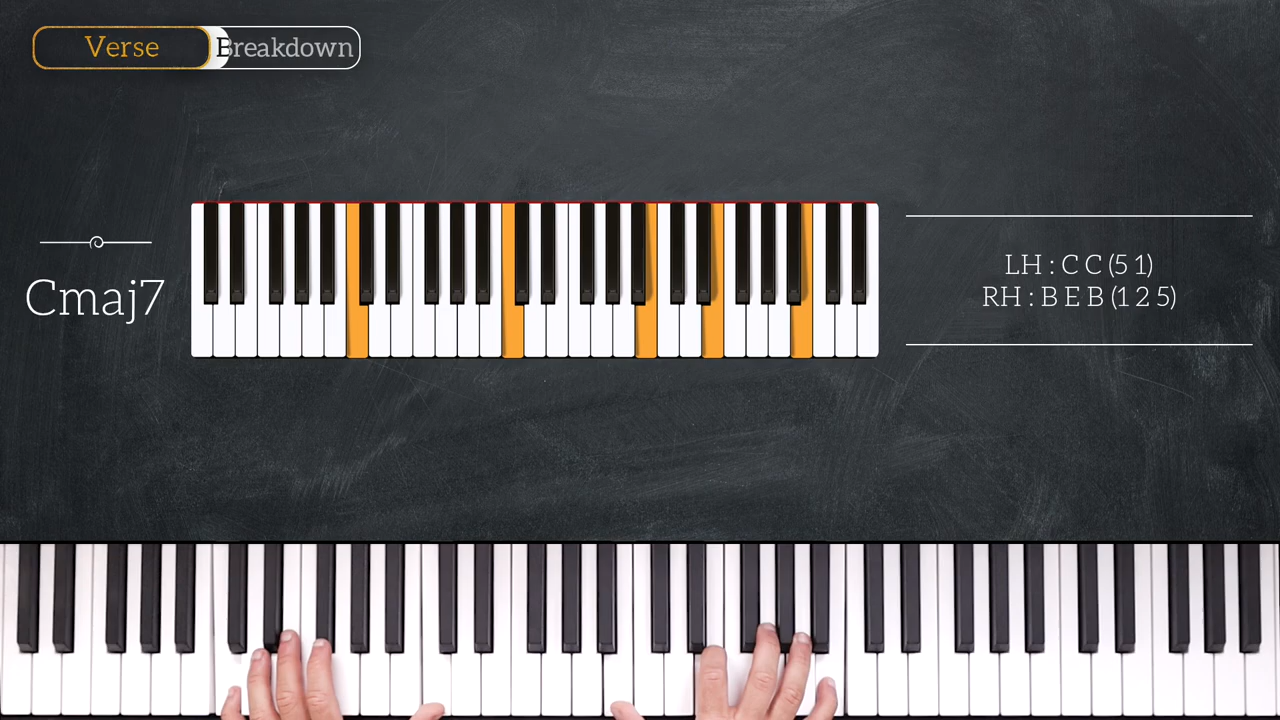 Verse
Breakdown
Cmaj7
LH : C C (5 1)
RH : B E B (1 2 5)